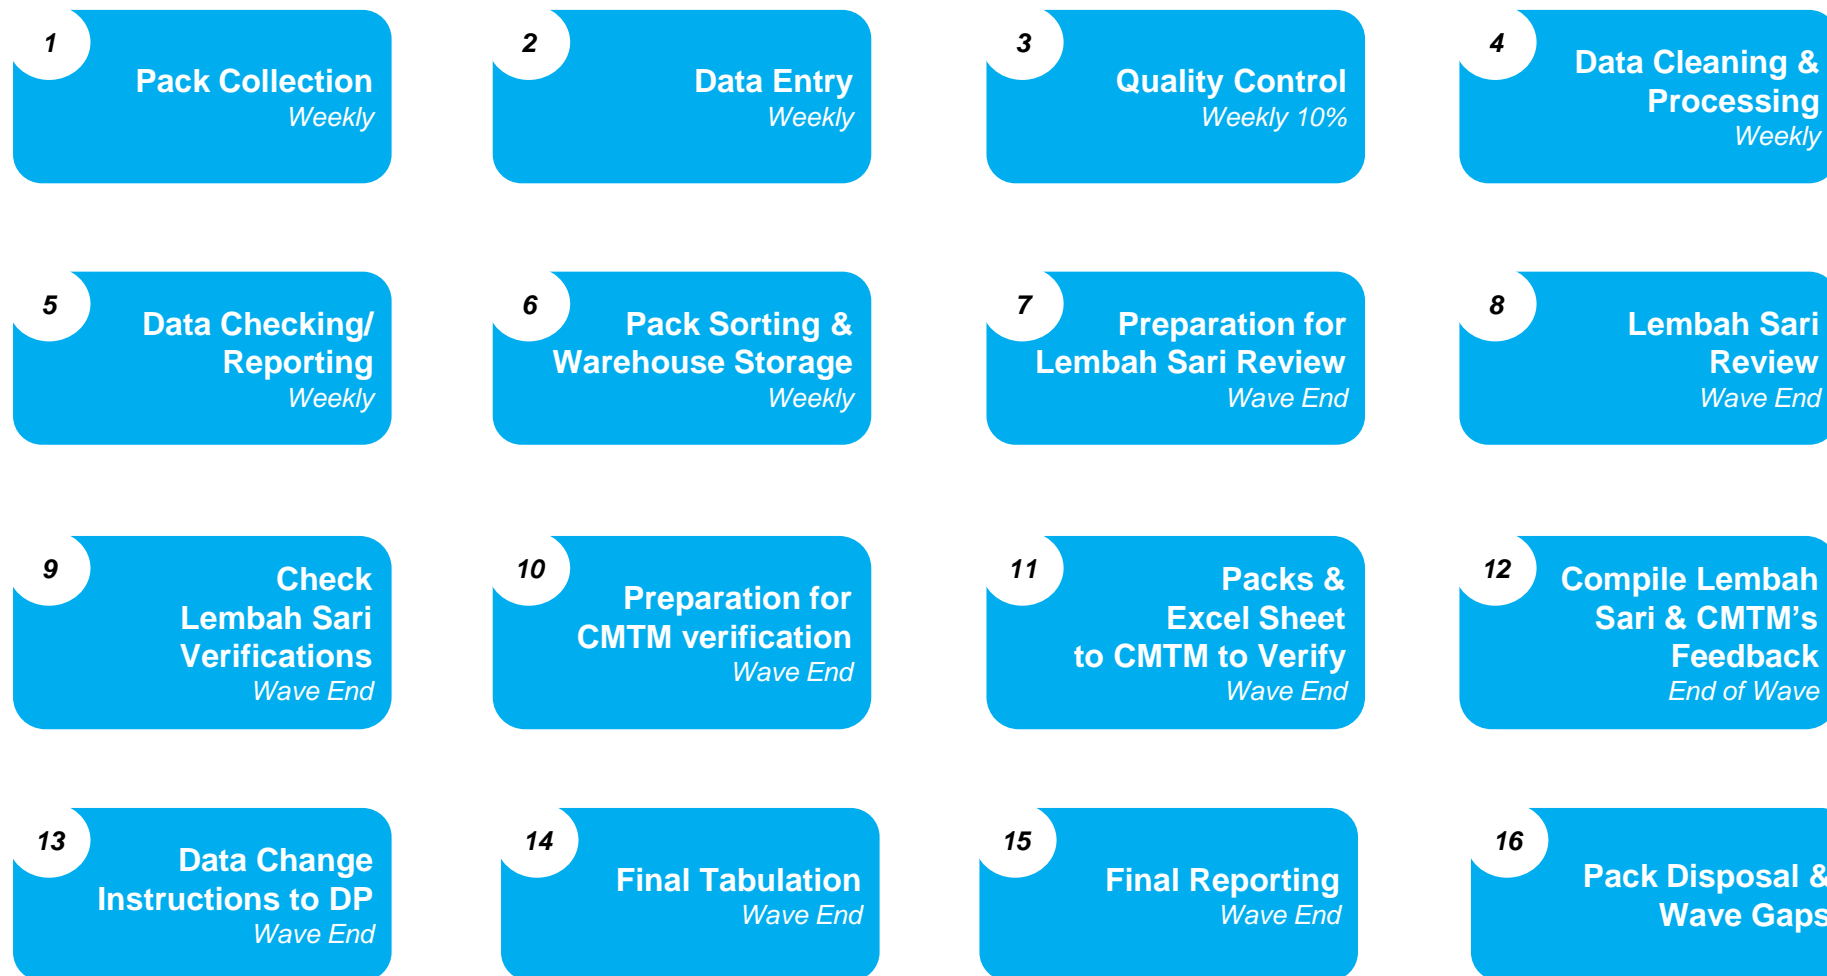 1
Pack Collection
Weekly
2
Data Entry
Weekly
3
Quality Control
Weekly 10%
4
Data Cleaning &
Processing
Weekly
5
Data Checking/
Reporting
Weekly
6
Pack Sorting &
Warehouse Storage
Weekly
7
Preparation for
Lembah Sari Review
Wave End
8
Lembah Sari
Review
Wave End
9
Check
Lembah Sari
Verifications
Wave End
10
Preparation for
CMTM verification
Wave End
11
Packs &
Excel Sheet
to CMTM to Verify
Wave End
12
Compile Lembah
Sari & CMTM’s
Feedback
End of Wave
13
Data Change
Instructions to DP
Wave End
14
Final Tabulation
Wave End
15
Final Reporting
Wave End
16
Pack Disposal &
Wave Gaps